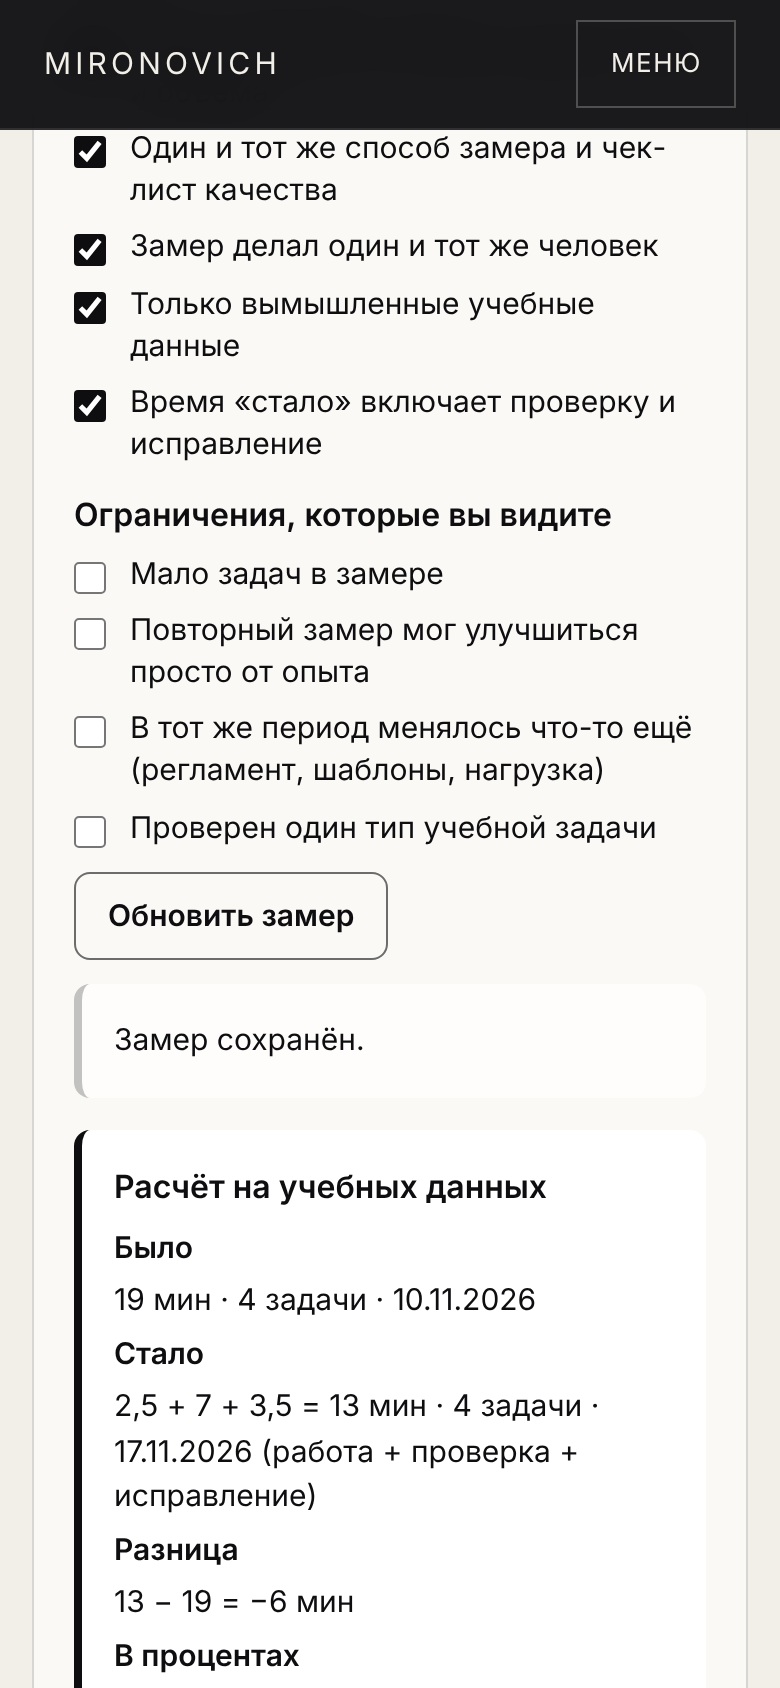 MIRONOVICH
МЕНЮ
Один и тот же способ замера и чек-
лист качества
Замер делал один и тот же человек
Только вымышленные учебные
данные
Время «стало» включает проверку и
исправление
Ограничения, которые вы видите
Мало задач в замере
Повторный замер мог улучшиться
просто от опыта
В тот же период менялось что-то ещё
(регламент, шаблоны, нагрузка)
Проверен один тип учебной задачи
Обновить замер
Замер сохранён.
Расчёт на учебных данных
Было
19 мин · 4 задачи · 10.11.2026
Стало
2,5 + 7 + 3,5 = 13 мин · 4 задачи ·
17.11.2026 (работа + проверка +
исправление)
Разница
13 − 19 = −6 мин
В процентах